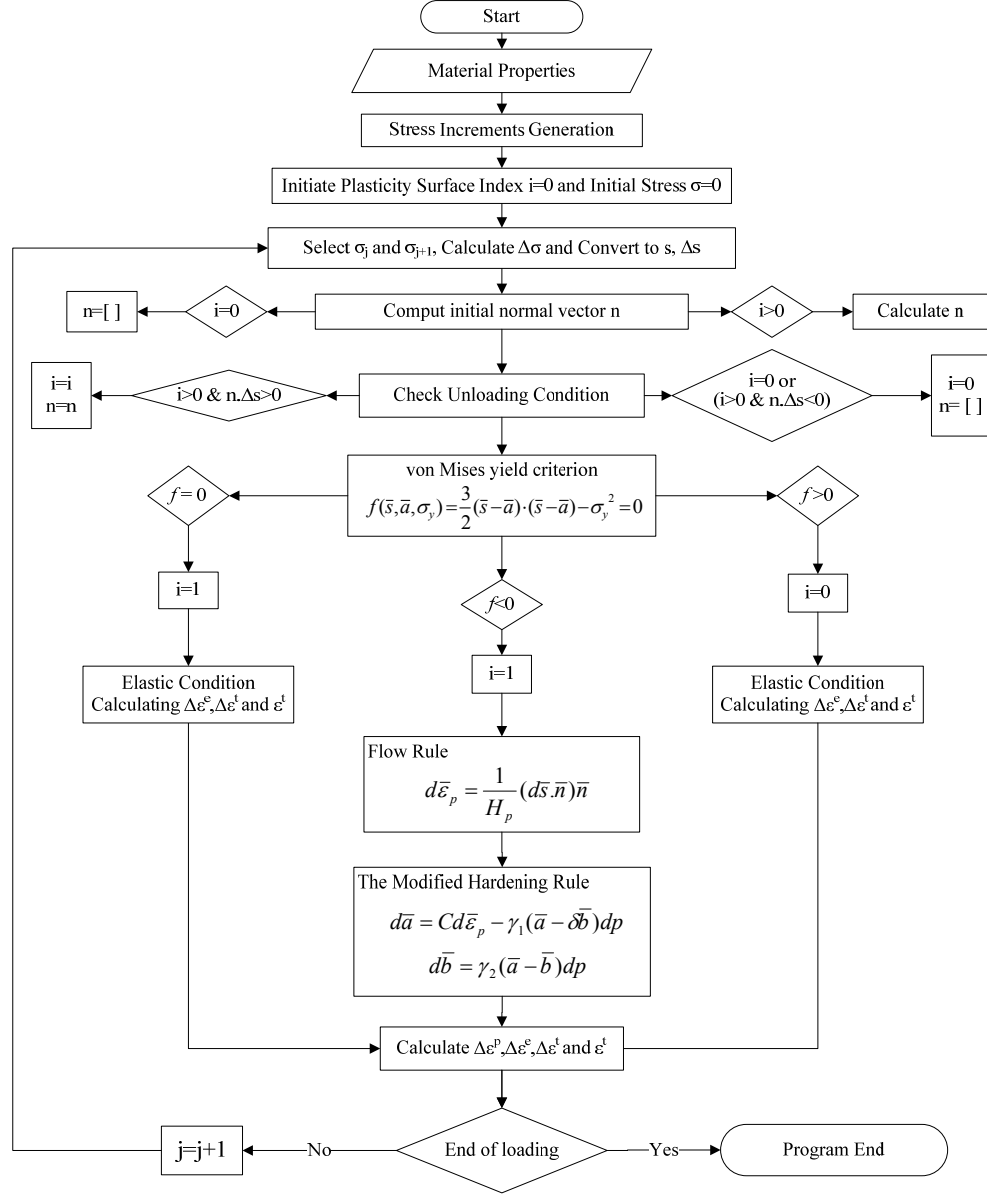 Start
Material Properties
Stress Increments Generation
Initiate Plasticity Surface Index i=0 and Initial Stress σ=0
Select σⱼ and σⱼ₊₁, Calculate Δσ and Convert to s, Δs
n=[ ]
i=0
Comput initial normal vector n
i>0
Calculate n
i=i
n=n
i>0 & n.Δs>0
Check Unloading Condition
i=0 or
(i>0 & n.Δs<0)
i=0
n= [ ]
von Mises yield criterion
f(s̄,ā,σ_y)=3/2(s̄−ā)·(s̄−ā)−σ_y²=0
f = 0
f>0
i=1
f<0
i=0
i=1
Elastic Condition
Calculating Δεᵉ,Δεᵗ and εᵗ
Elastic Condition
Calculating Δεᵉ,Δεᵗ and εᵗ
Flow Rule
dε̄_p = 1/H_p (ds̄.n̄)n̄
The Modified Hardening Rule
dā = Cdε̄_p − γ₁(ā − δb̄)dp
db̄ = γ₂(ā − b̄)dp
Calculate Δεᵖ,Δεᵉ,Δεᵗ and εᵗ
j=j+1
No
End of loading
Yes
Program End